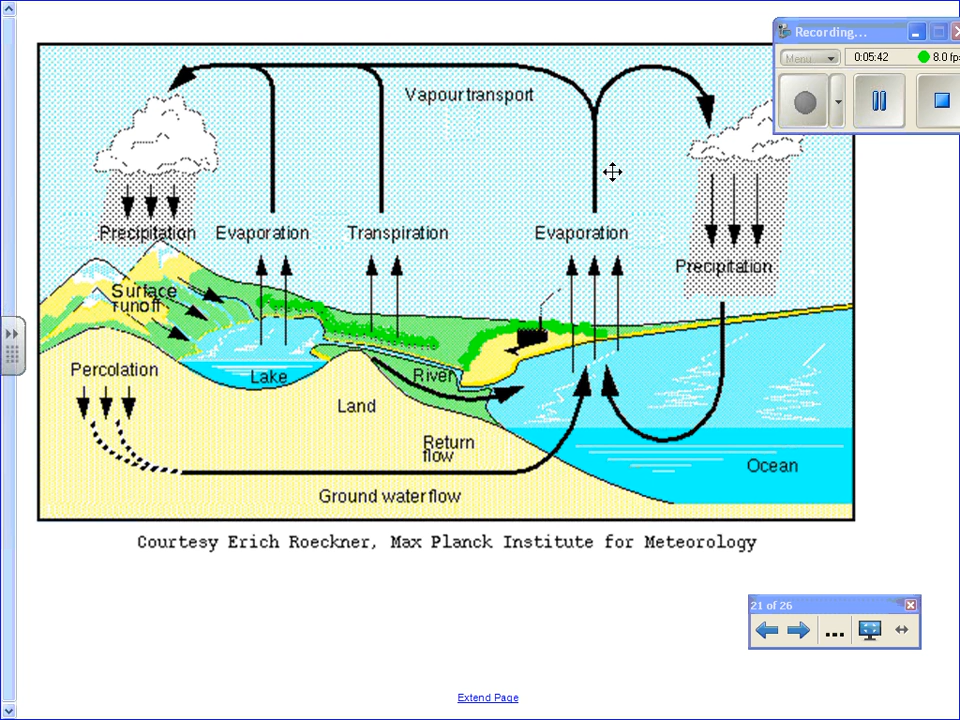 Recording...
Menu
0:05:42
8.0 fps
Vapour transport
Precipitation
Evaporation
Transpiration
Evaporation
Precipitation
Surface
runoff
Percolation
Lake
River
Land
Return
flow
Ocean
Ground water flow
Courtesy Erich Roeckner, Max Planck Institute for Meteorology
21 of 26
Extend Page